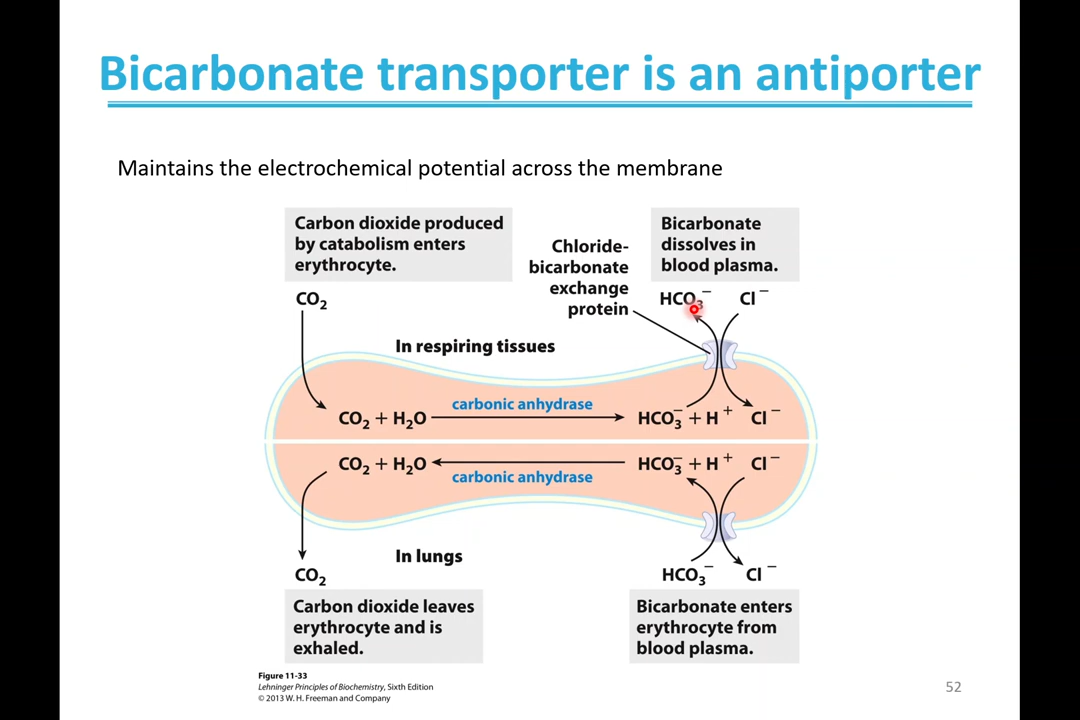 Bicarbonate transporter is an antiporter
Maintains the electrochemical potential across the membrane
Carbon dioxide produced
by catabolism enters
erythrocyte.
Chloride-
bicarbonate
exchange
protein
Bicarbonate
dissolves in
blood plasma.
CO₂
HCO₃⁻ Cl⁻
In respiring tissues
carbonic anhydrase
CO₂ + H₂O HCO₃⁻ + H⁺ Cl⁻
CO₂ + H₂O HCO₃⁻ + H⁺ Cl⁻
carbonic anhydrase
In lungs
CO₂
HCO₃⁻ Cl⁻
Carbon dioxide leaves
erythrocyte and is
exhaled.
Bicarbonate enters
erythrocyte from
blood plasma.
Figure 11-33
Lehninger Principles of Biochemistry, Sixth Edition
© 2013 W. H. Freeman and Company
52